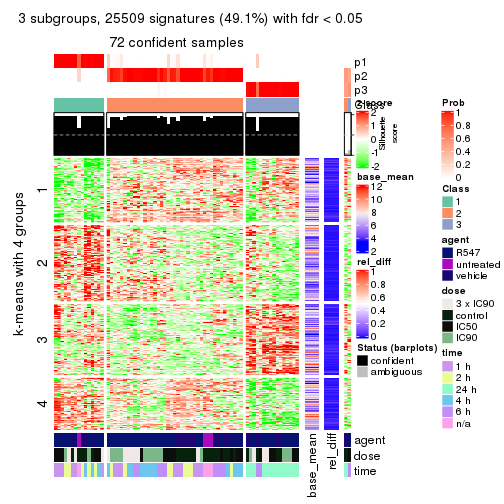 3 subgroups, 25509 signatures (49.1%) with fdr < 0.05
72 confident samples
p1
p2
p3
Class
Silhouette
score
z-score
2
1
0
-1
-2
base_mean
12
10
8
6
4
2
rel_diff
1
0.8
0.6
0.4
0.2
0
Status (barplots)
confident
ambiguous
Prob
1
0.8
0.6
0.4
0.2
0
Class
1
2
3
agent
R547
untreated
vehicle
dose
3 x IC90
control
IC50
IC90
time
1 h
2 h
24 h
4 h
6 h
n/a
k-means with 4 groups
1
2
3
4
base_mean
rel_diff
agent
dose
time